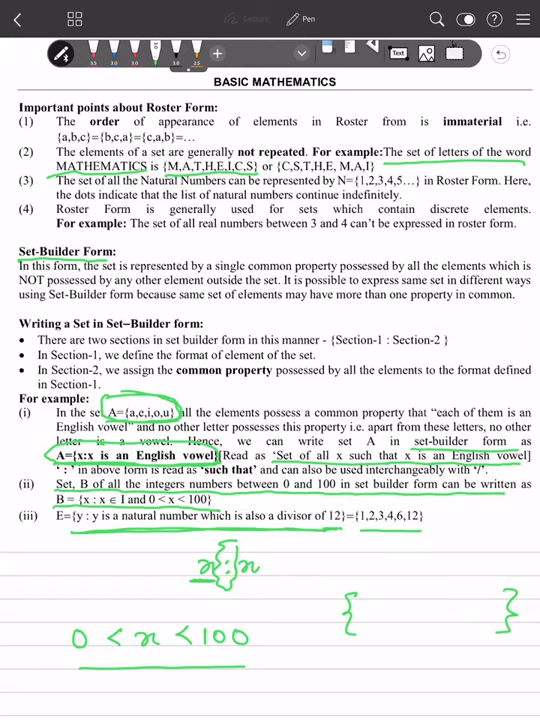 Gesture Pen
3.5 3.0 3.0 3.0 3.0 2.5
Text
BASIC MATHEMATICS
Important points about Roster Form:
(1) The order of appearance of elements in Roster from is immaterial i.e.
{a,b,c}={b,c,a}={c,a,b}=…
(2) The elements of a set are generally not repeated. For example: The set of letters of the word
MATHEMATICS is {M,A,T,H,E,I,C,S} or {C,S,T,H,E, M,A,I}
(3) The set of all the Natural Numbers can be represented by N={1,2,3,4,5…} in Roster Form. Here,
the dots indicate that the list of natural numbers continue indefinitely.
(4) Roster Form is generally used for sets which contain discrete elements.
For example: The set of all real numbers between 3 and 4 can't be expressed in roster form.
Set-Builder Form:
In this form, the set is represented by a single common property possessed by all the elements which is
NOT possessed by any other element outside the set. It is possible to express same set in different ways
using Set-Builder form because same set of elements may have more than one property in common.
Writing a Set in Set–Builder form:
• There are two sections in set builder form in this manner - {Section-1 : Section-2 }
• In Section-1, we define the format of element of the set.
• In Section-2, we assign the common property possessed by all the elements to the format defined
in Section-1.
For example:
(i) In the set A={a,e,i,o,u} all the elements possess a common property that "each of them is an
English vowel" and no other letter possesses this property i.e. apart from these letters, no other
letter is a vowel. Hence, we can write set A in set-builder form as
A={x:x is an English vowel}[Read as 'Set of all x such that x is an English vowel]
' : ' in above form is read as 'such that' and can also be used interchangeably with '/'.
(ii) Set, B of all the integers numbers between 0 and 100 in set builder form can be written as
B = {x : x ∈ I and 0 < x < 100}
(iii) E={y : y is a natural number which is also a divisor of 12}={1,2,3,4,6,12}
x { : } x
{ }
0 < x < 100